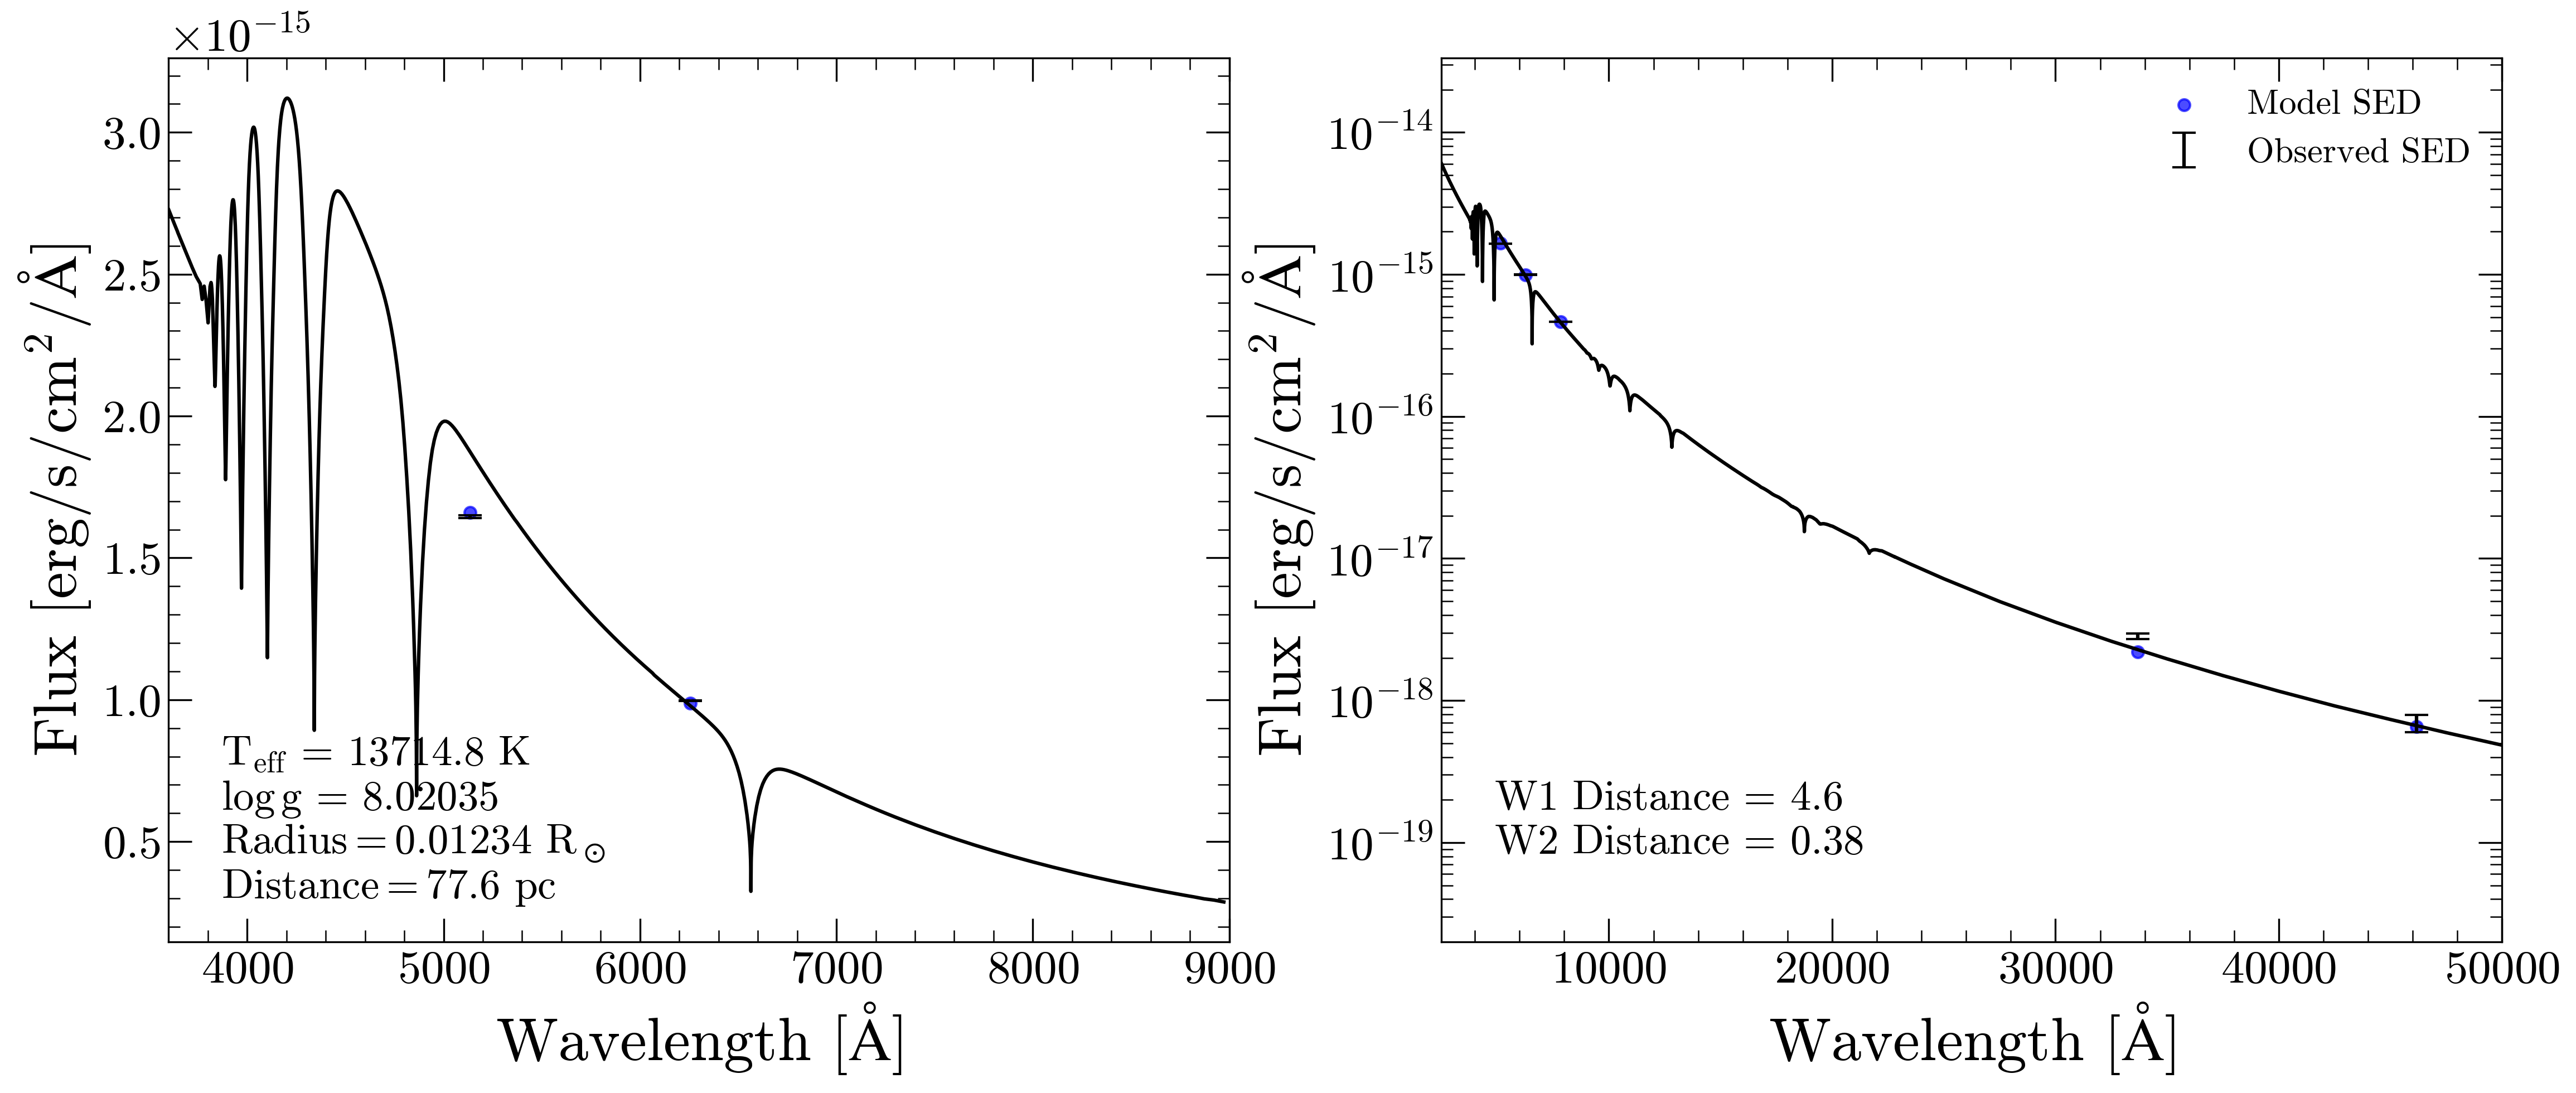 ×10⁻¹⁵
3.0
2.5
2.0
1.5
1.0
0.5
Flux [erg/s/cm²/Å]
T_eff = 13714.8 K
log g = 8.02035
Radius = 0.01234 R_⊙
Distance = 77.6 pc
4000 5000 6000 7000 8000 9000
Wavelength [Å]
10⁻¹⁴
10⁻¹⁵
10⁻¹⁶
10⁻¹⁷
10⁻¹⁸
10⁻¹⁹
Flux [erg/s/cm²/Å]
Model SED
Observed SED
W1 Distance = 4.6
W2 Distance = 0.38
10000 20000 30000 40000 50000
Wavelength [Å]